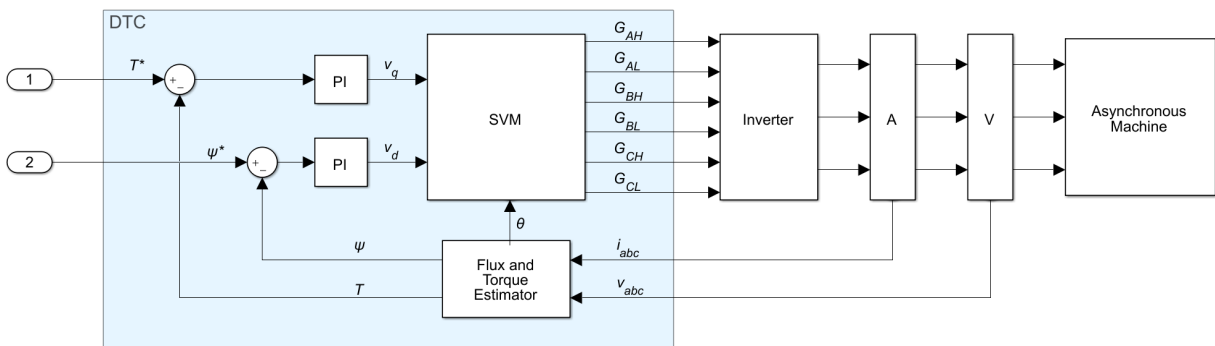 DTC
G_AH
G_AL
G_BH
G_BL
G_CH
G_CL
1
T*
+
−
PI
v_q
SVM
Inverter
A
V
Asynchronous
Machine
2
ψ*
+
−
PI
v_d
θ
ψ
T
Flux and
Torque
Estimator
i_abc
v_abc